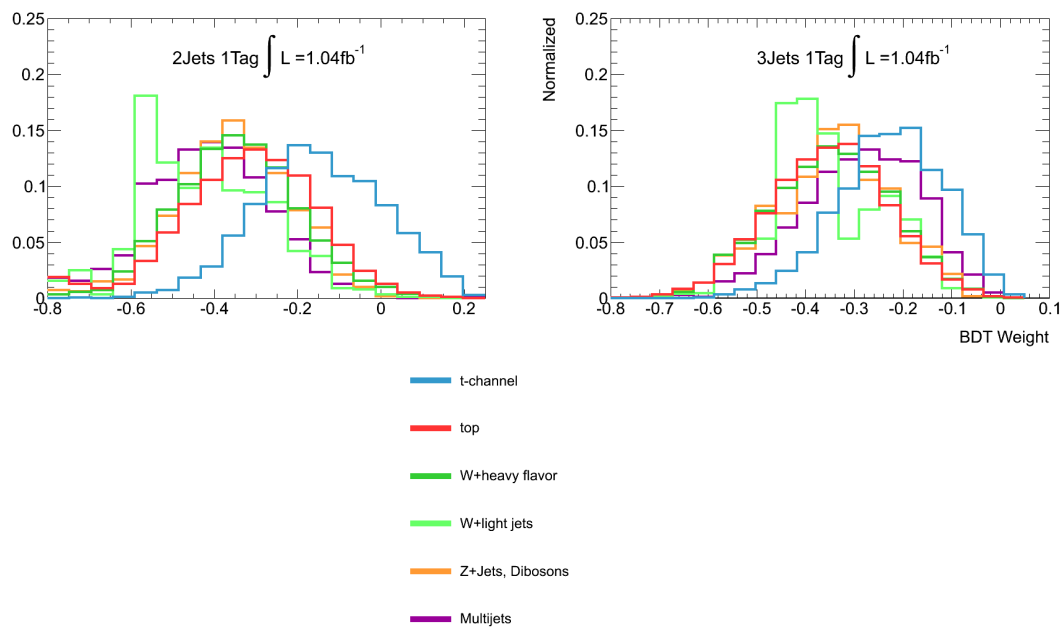 0.25
0.2
0.15
0.1
0.05
0
-0.8 -0.6 -0.4 -0.2 0 0.2
2Jets 1Tag ∫ L =1.04fb-1
Normalized
0.25
0.2
0.15
0.1
0.05
0
-0.8 -0.7 -0.6 -0.5 -0.4 -0.3 -0.2 -0.1 0 0.1
3Jets 1Tag ∫ L =1.04fb-1
BDT Weight
t-channel
top
W+heavy flavor
W+light jets
Z+Jets, Dibosons
Multijets